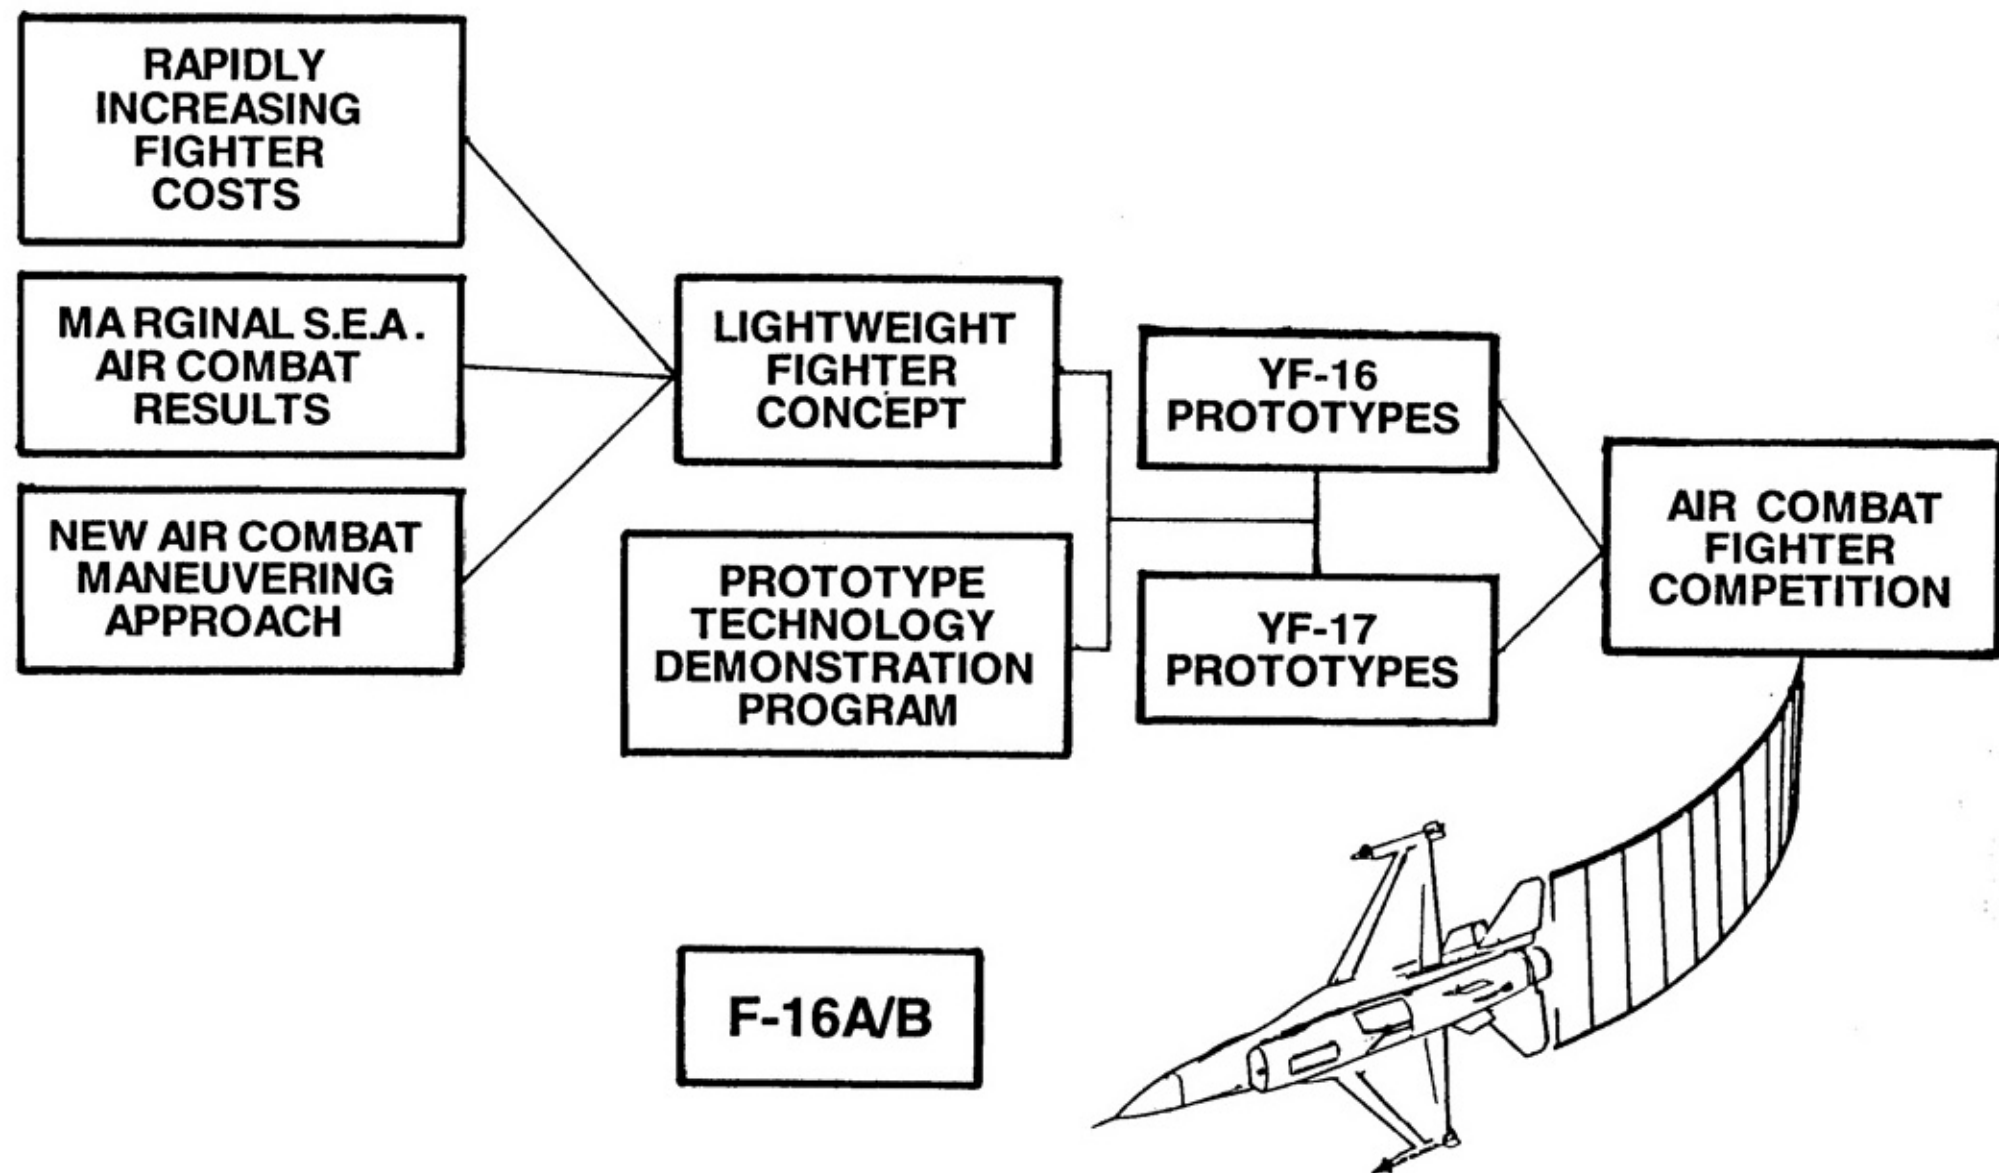 RAPIDLY
INCREASING
FIGHTER
COSTS
MARGINAL S.E.A.
AIR COMBAT
RESULTS
NEW AIR COMBAT
MANEUVERING
APPROACH
LIGHTWEIGHT
FIGHTER
CONCEPT
PROTOTYPE
TECHNOLOGY
DEMONSTRATION
PROGRAM
YF-16
PROTOTYPES
YF-17
PROTOTYPES
AIR COMBAT
FIGHTER
COMPETITION
F-16A/B